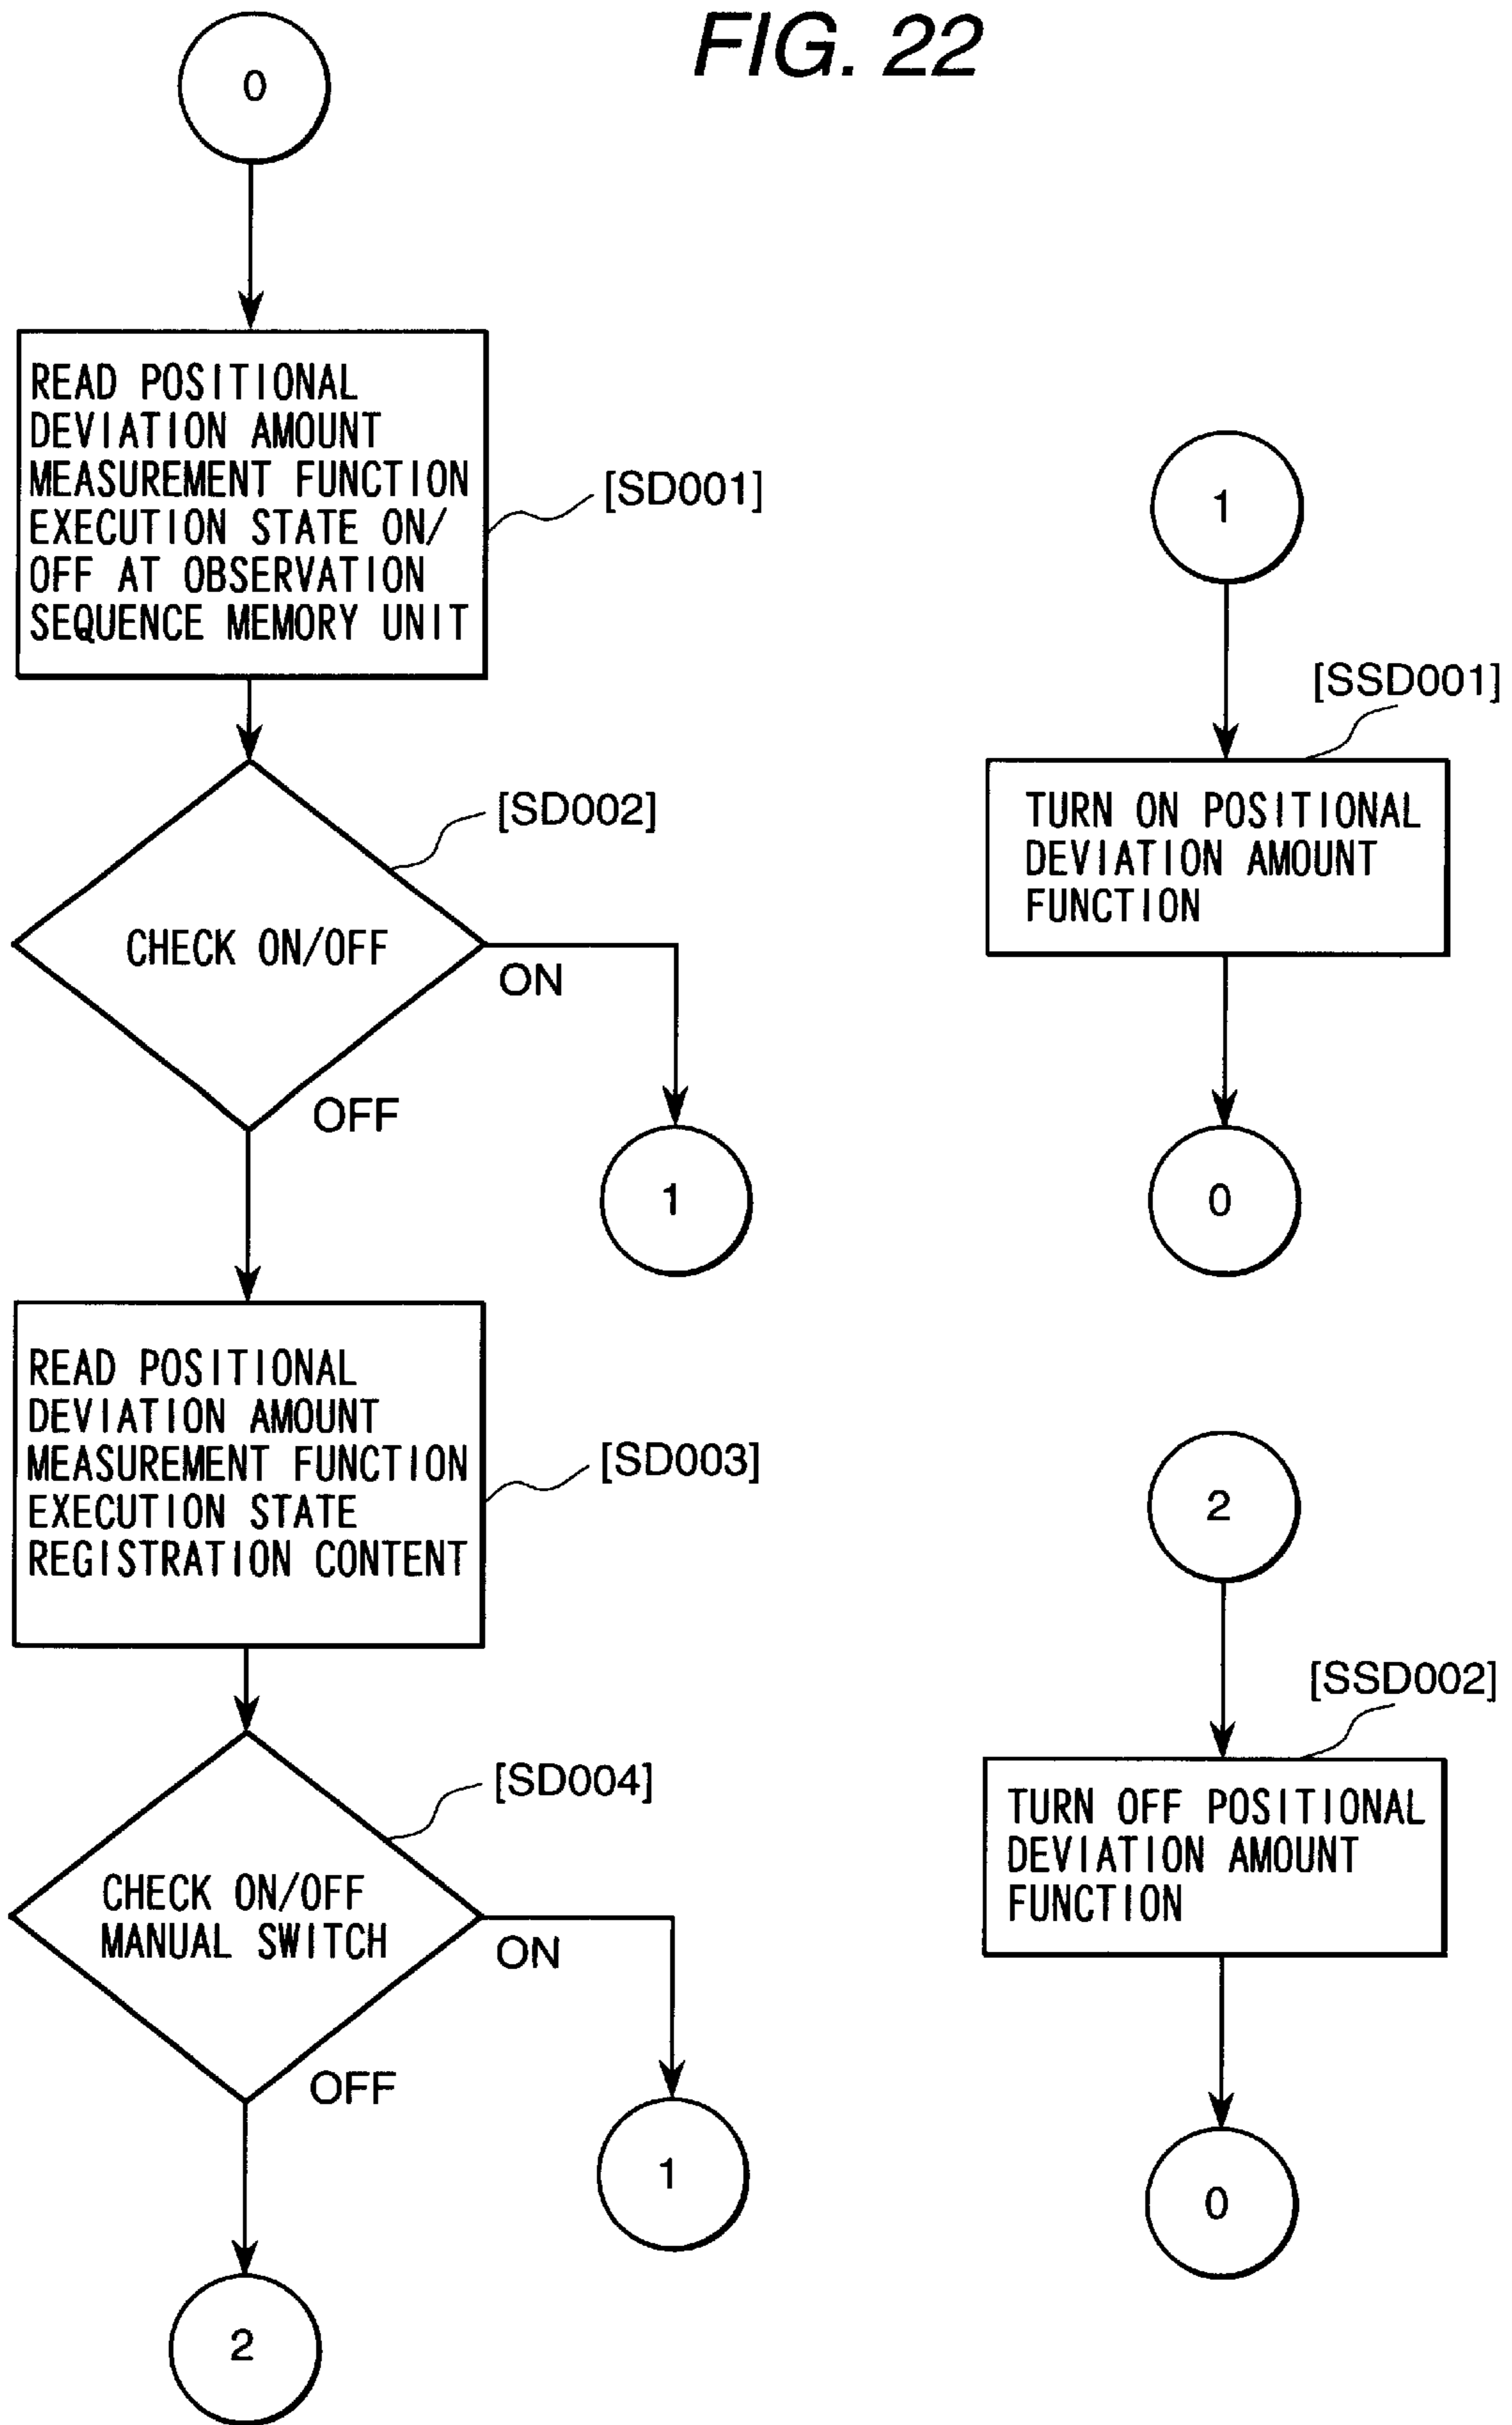 FIG. 22
0
READ POSITIONAL
DEVIATION AMOUNT
MEASUREMENT FUNCTION
EXECUTION STATE ON/
OFF AT OBSERVATION
SEQUENCE MEMORY UNIT
[SD001]
CHECK ON/OFF
[SD002]
ON
OFF
1
READ POSITIONAL
DEVIATION AMOUNT
MEASUREMENT FUNCTION
EXECUTION STATE
REGISTRATION CONTENT
[SD003]
CHECK ON/OFF
MANUAL SWITCH
[SD004]
ON
OFF
1
2
1
[SSD001]
TURN ON POSITIONAL
DEVIATION AMOUNT
FUNCTION
0
2
[SSD002]
TURN OFF POSITIONAL
DEVIATION AMOUNT
FUNCTION
0